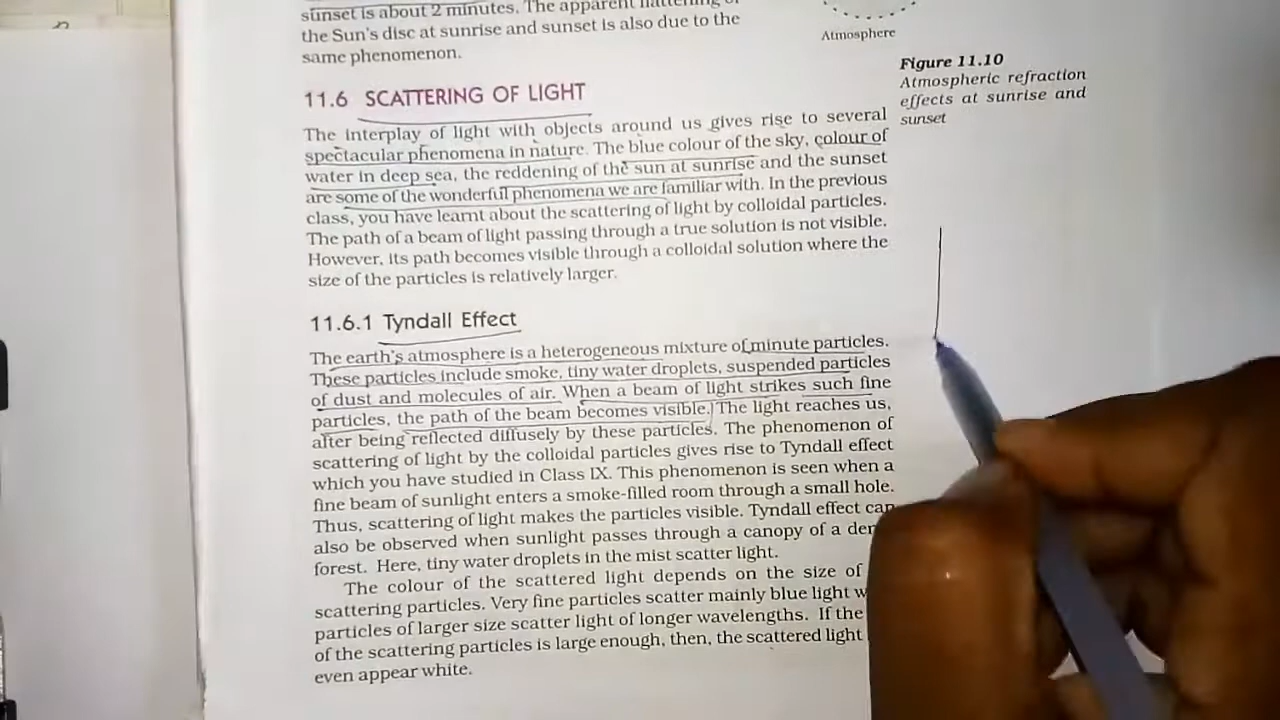 sunset is about 2 minutes. The apparent flattening of
the Sun's disc at sunrise and sunset is also due to the
same phenomenon.
Atmosphere
Figure 11.10
Atmospheric refraction
effects at sunrise and
sunset
11.6 SCATTERING OF LIGHT
The interplay of light with objects around us gives rise to several
spectacular phenomena in nature. The blue colour of the sky, colour of
water in deep sea, the reddening of the sun at sunrise and the sunset
are some of the wonderful phenomena we are familiar with. In the previous
class, you have learnt about the scattering of light by colloidal particles.
The path of a beam of light passing through a true solution is not visible.
However, its path becomes visible through a colloidal solution where the
size of the particles is relatively larger.
11.6.1 Tyndall Effect
The earth's atmosphere is a heterogeneous mixture of minute particles.
These particles include smoke, tiny water droplets, suspended particles
of dust and molecules of air. When a beam of light strikes such fine
particles, the path of the beam becomes visible. The light reaches us,
after being reflected diffusely by these particles. The phenomenon of
scattering of light by the colloidal particles gives rise to Tyndall effect
which you have studied in Class IX. This phenomenon is seen when a
fine beam of sunlight enters a smoke-filled room through a small hole.
Thus, scattering of light makes the particles visible. Tyndall effect can
also be observed when sunlight passes through a canopy of a
forest. Here, tiny water droplets in the mist scatter light.
The colour of the scattered light depends on the size of
scattering particles. Very fine particles scatter mainly blue light
particles of larger size scatter light of longer wavelengths. If the
of the scattering particles is large enough, then, the scattered light
even appear white.